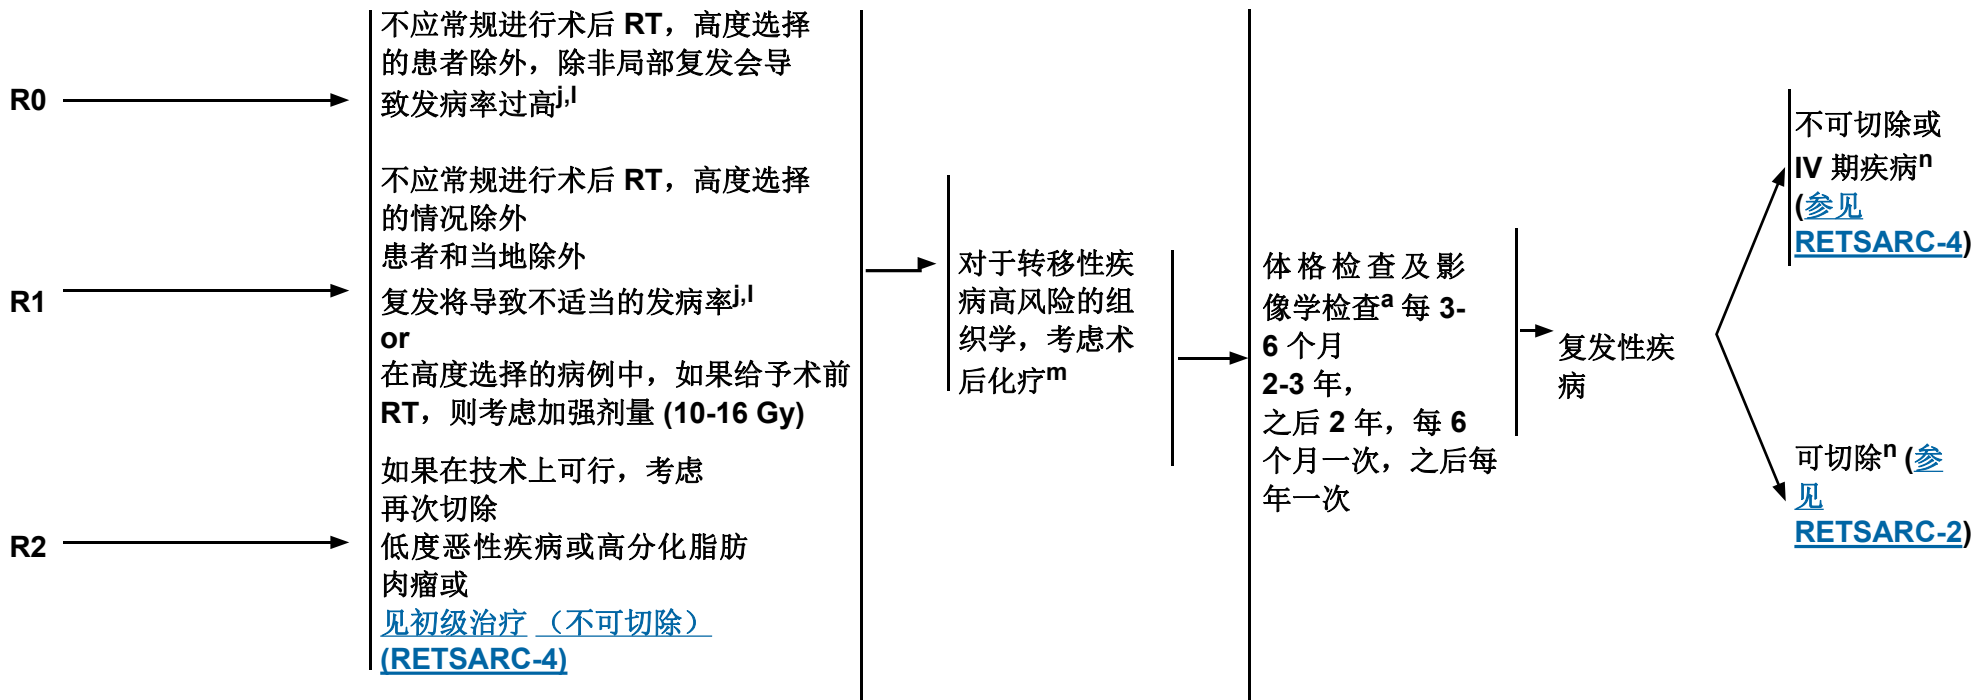 R0
不应常规进行术后 RT，高度选择
的患者除外，除非局部复发会导
致发病率过高j,l
R1
不应常规进行术后 RT，高度选择
的情况除外
患者和当地除外
复发将导致不适当的发病率j,l
or
在高度选择的病例中，如果给予术前
RT，则考虑加强剂量 (10-16 Gy)
R2
如果在技术上可行，考虑
再次切除
低度恶性疾病或高分化脂肪
肉瘤或
见初级治疗 （不可切除）
(RETSARC-4)
对于转移性疾
病高风险的组
织学，考虑术
后化疗m
体格检查及影
像学检查a 每 3-
6 个月
2-3 年，
之后 2 年，每 6
个月一次，之后每
年一次
复发性疾
病
不可切除或
IV 期疾病n
(参见
RETSARC-4)
可切除n (参
见
RETSARC-2)